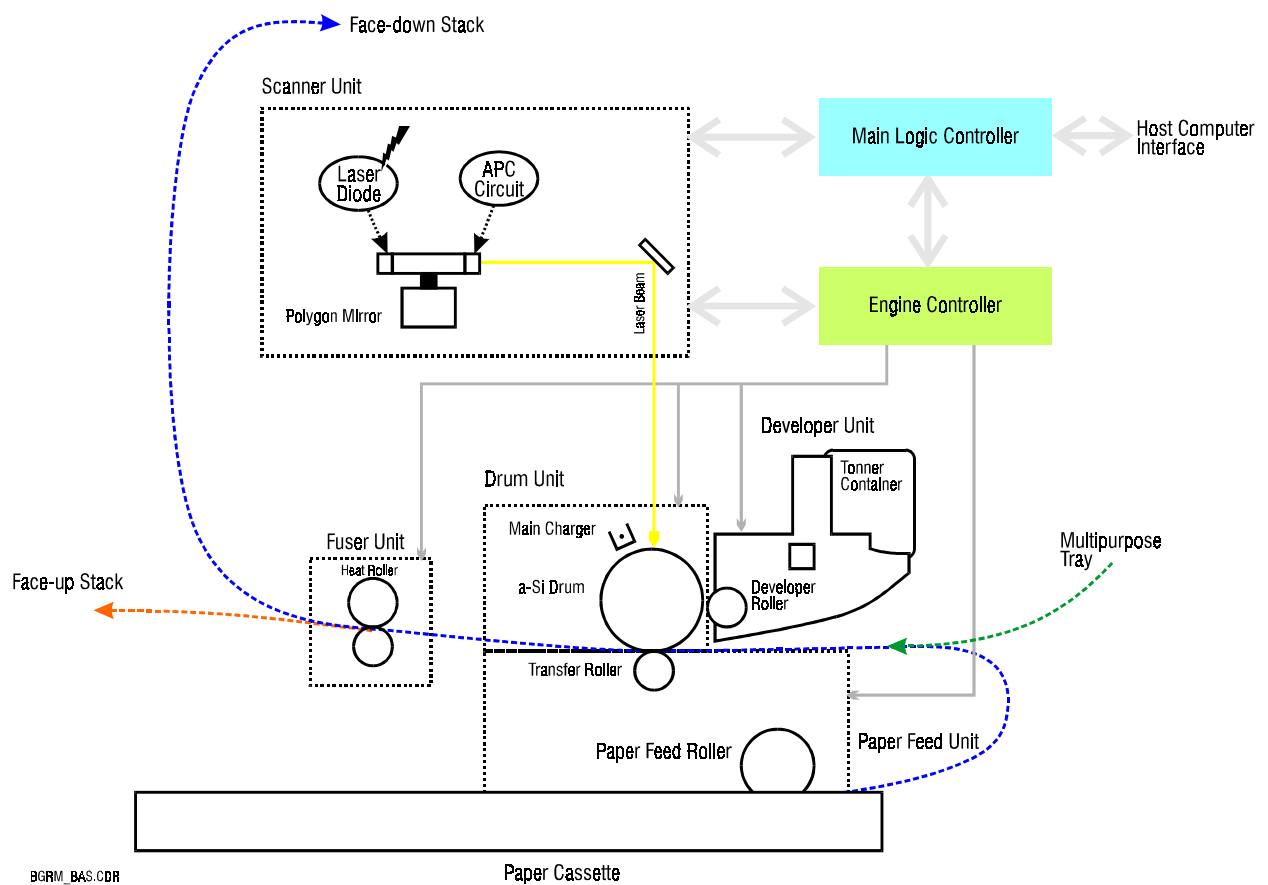 Face-down Stack
Scanner Unit
Laser
Diode
APC
Circuit
Main Logic Controller
Host Computer
Interface
Polygon Mirror
Laser Beam
Engine Controller
Developer Unit
Tonner
Container
Drum Unit
Main Charger
a-Si Drum
Developer
Roller
Multipurpose
Tray
Fuser Unit
Heat Roller
Face-up Stack
Transfer Roller
Paper Feed Roller
Paper Feed Unit
Paper Cassette
BGRM_BAS.CDR